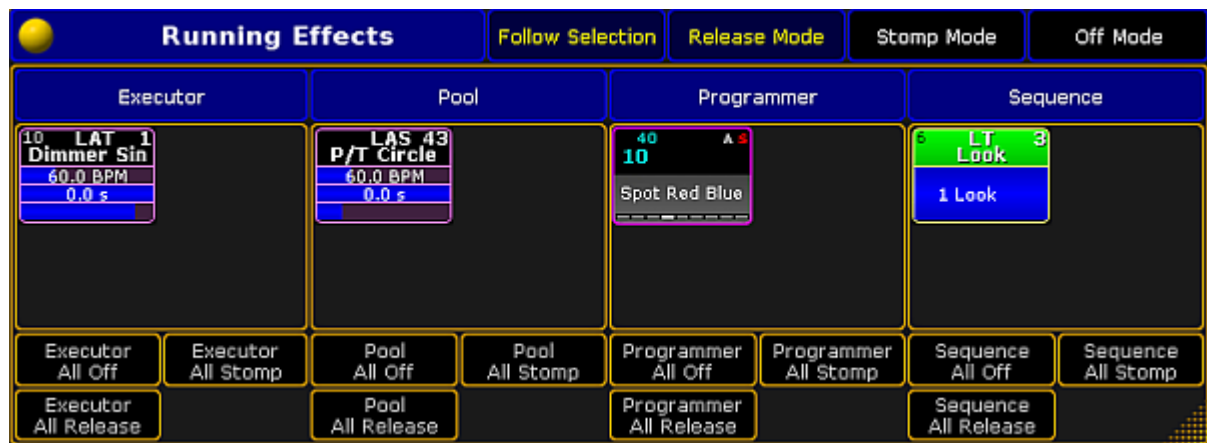 Running Effects Follow Selection Release Mode Stomp Mode Off Mode
Executor Pool Programmer Sequence
10 LAT 1
Dimmer Sin
60.0 BPM
0.0 s
LAS 43
P/T Circle
60.0 BPM
0.0 s
40 A S
10
Spot Red Blue
6 LT 3
Look
1 Look
Executor All Off
Executor All Stomp
Pool All Off
Pool All Stomp
Programmer All Off
Programmer All Stomp
Sequence All Off
Sequence All Stomp
Executor All Release
Pool All Release
Programmer All Release
Sequence All Release